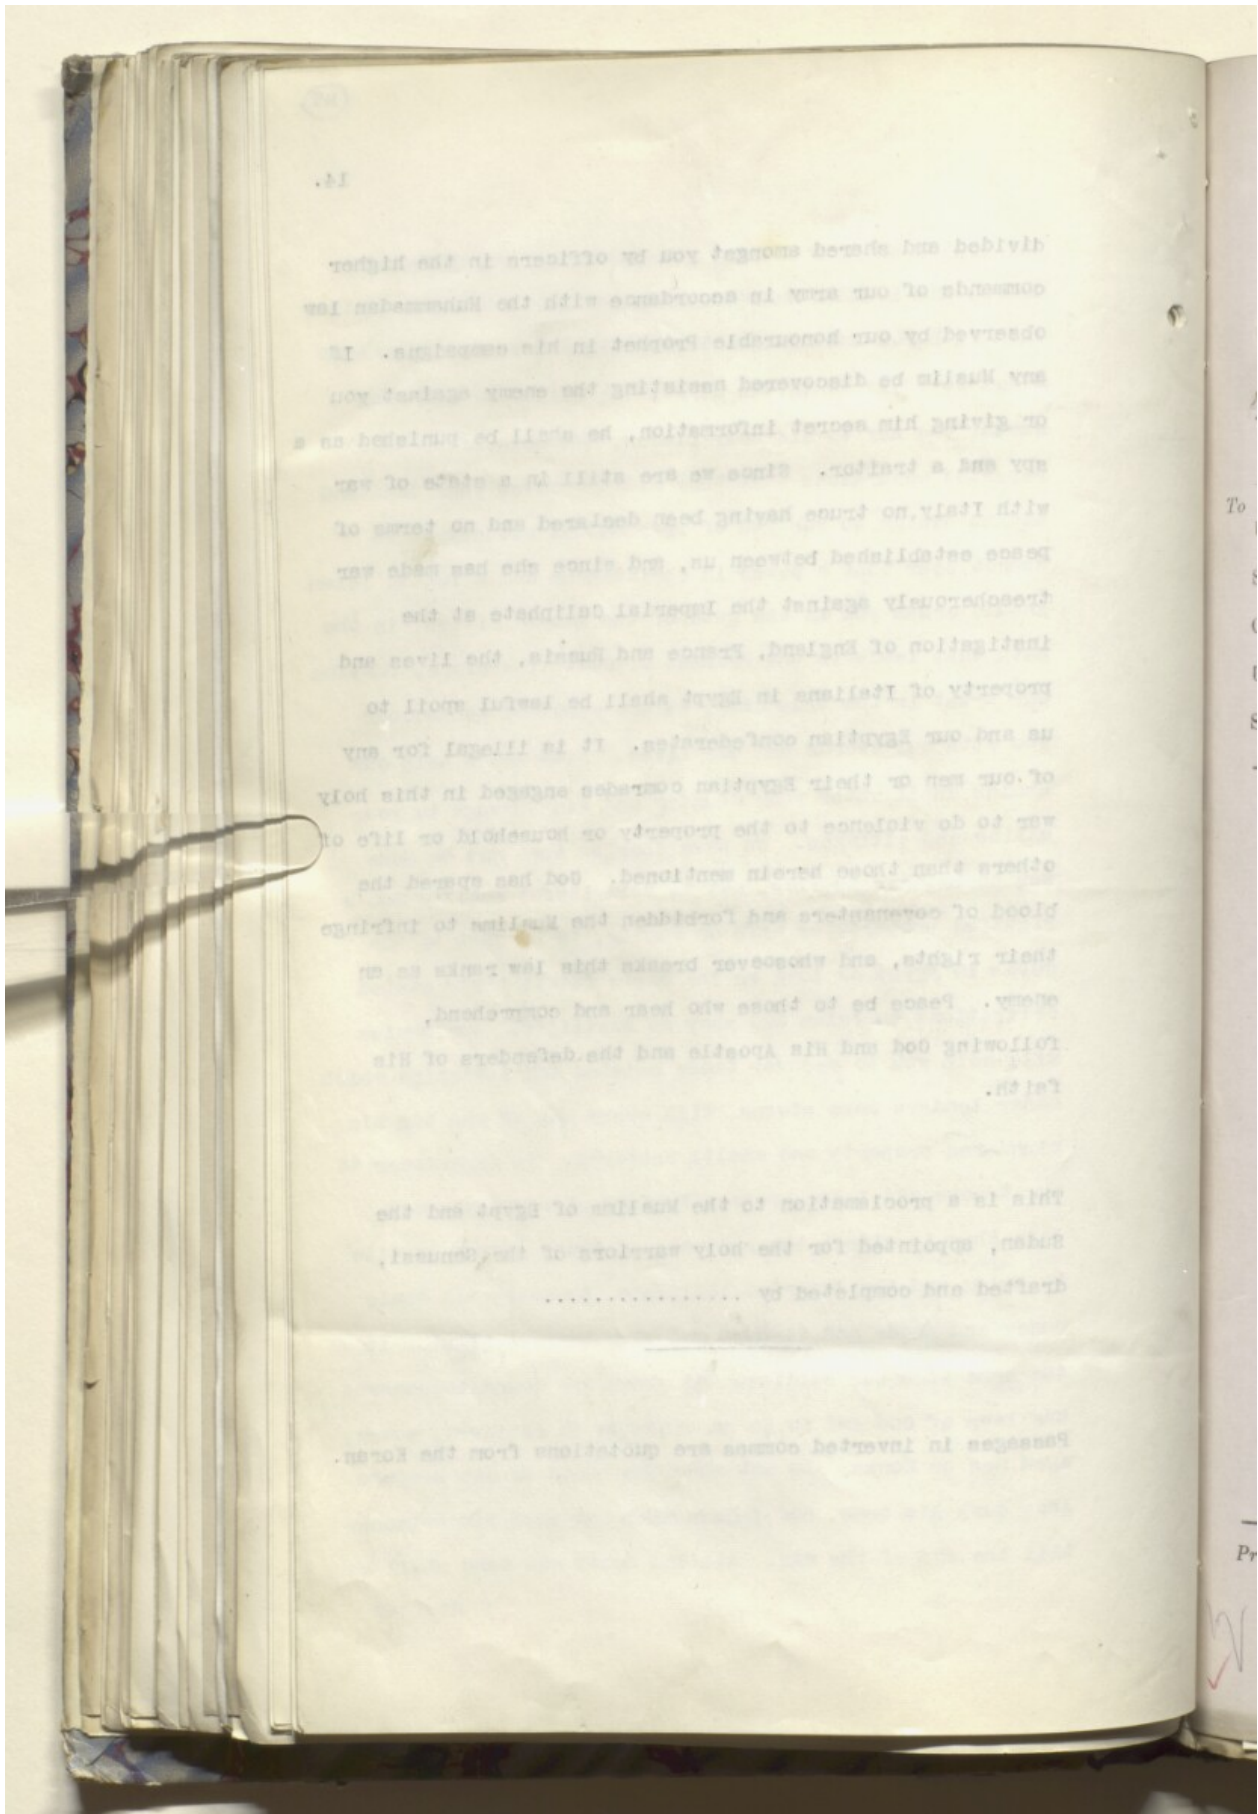 14.
divided and shared amongst you by officers in the higher
commands of our army in accordance with the Muhammadan law
observed by our honourable Prophet in his campaigns. If
any Muslim be discovered assisting the enemy against you
or giving him secret information, he shall be punished as a
spy and a traitor. Since we are still in a state of war
with Italy, no truce having been declared and no terms of
peace established between us, and since she has made war
treacherously against the Imperial Caliphate at the
instigation of England, France and Russia, the lives and
property of Italians in Egypt shall be lawful spoil to
us and our Egyptian confederates. It is illegal for any
of our men or their Egyptian comrades engaged in this holy
war to do violence to the property or household or life of
others than those herein mentioned. God has spared the
blood of covenanters and forbidden the Muslims to infringe
their rights, and whosoever breaks this law ranks as an
enemy. Peace be to those who hear and comprehend,
following God and His Apostle and the defenders of His
faith.
This is a proclamation to the Muslims of Egypt and the
Sudan, appointed for the holy warriors of the Senussi,
drafted and completed by ................
Passages in inverted commas are quotations from the Koran.
To
Pr